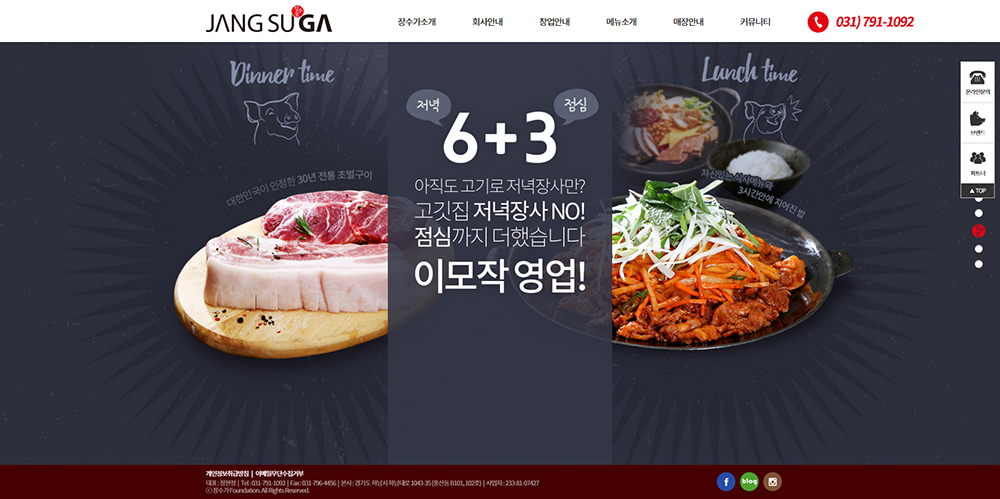 JANG SU GA
장수가소개 회사안내 창업안내 메뉴소개 매장안내 커뮤니티
031) 791-1092
Dinner time
Lunch time
저녁
점심
6+3
대한민국이 인정한 30년 전통 초벌구이
아직도 고기로 저녁장사만?
고깃집 저녁장사 NO!
점심까지 더했습니다
이모작 영업!
자신있는 식사메뉴와
3시간만에 지어진 밥
온라인문의
브랜드
파트너
▲ TOP
개인정보취급방침 | 이메일무단수집거부
대표 : 정현정 | Tel : 031-791-1092 | Fax : 031-796-4456 | 본사 : 경기도 하남시 하남대로 1043-35 (풍산동 B101, 102호) | 사업자 : 233-81-07427
ⓒ 장수가 Foundation. All Rights Reserved.
f
blog